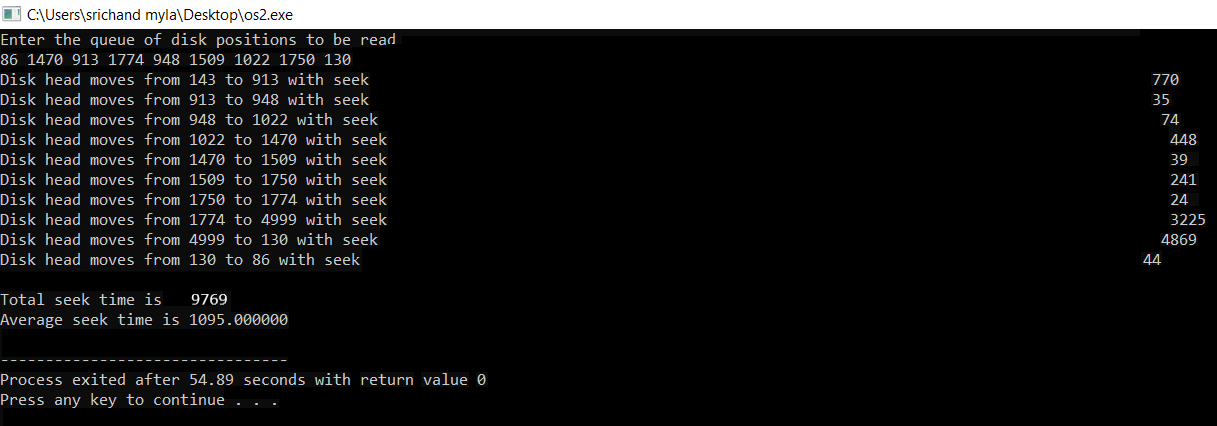 C:\Users\srichand myla\Desktop\os2.exe
Enter the queue of disk positions to be read
86 1470 913 1774 948 1509 1022 1750 130
Disk head moves from 143 to 913 with seek 770
Disk head moves from 913 to 948 with seek 35
Disk head moves from 948 to 1022 with seek 74
Disk head moves from 1022 to 1470 with seek 448
Disk head moves from 1470 to 1509 with seek 39
Disk head moves from 1509 to 1750 with seek 241
Disk head moves from 1750 to 1774 with seek 24
Disk head moves from 1774 to 4999 with seek 3225
Disk head moves from 4999 to 130 with seek 4869
Disk head moves from 130 to 86 with seek 44
Total seek time is 9769
Average seek time is 1095.000000
--------------------------------
Process exited after 54.89 seconds with return value 0
Press any key to continue . . .